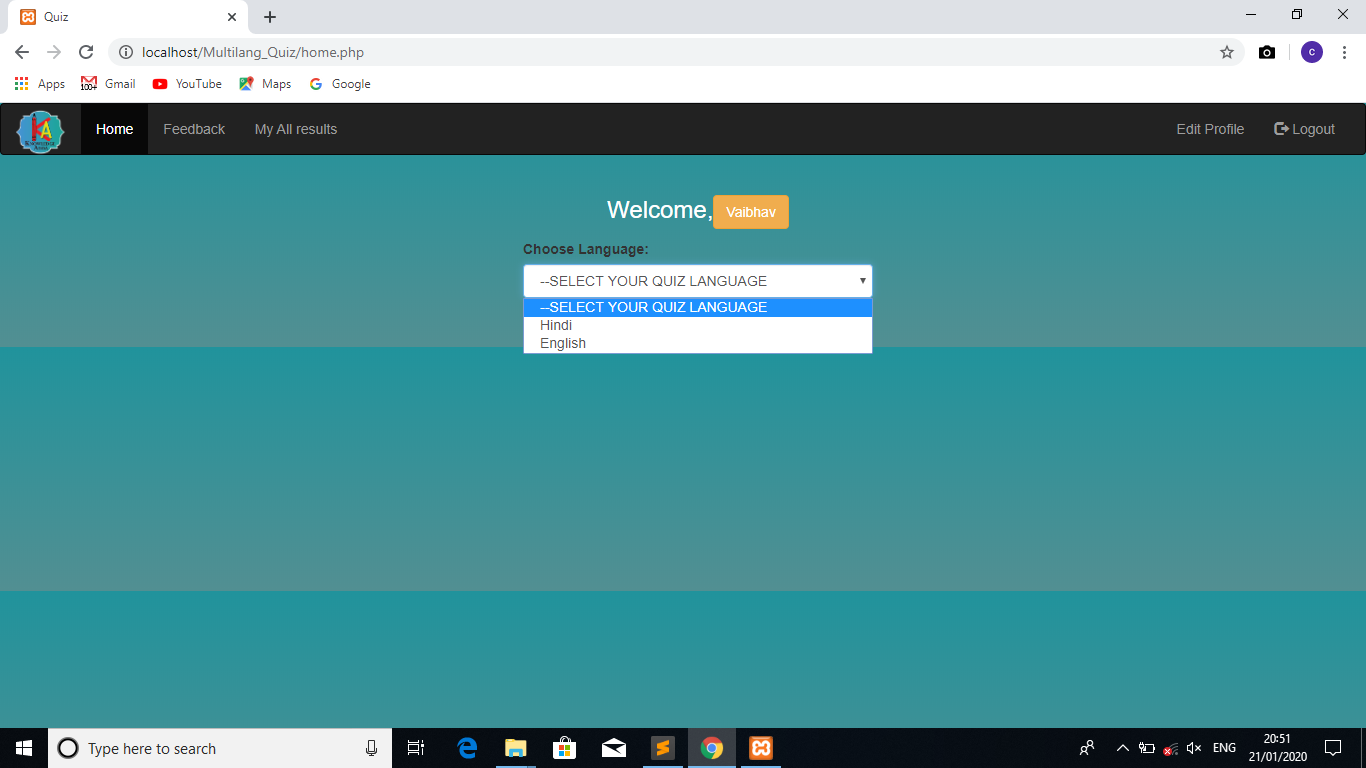 Quiz
localhost/Multilang_Quiz/home.php
Apps Gmail YouTube Maps Google
100+
C
KA
Home Feedback My All results Edit Profile Logout
Welcome, Vaibhav
Choose Language:
--SELECT YOUR QUIZ LANGUAGE
--SELECT YOUR QUIZ LANGUAGE
Hindi
English
Type here to search
ENG
20:51
21/01/2020